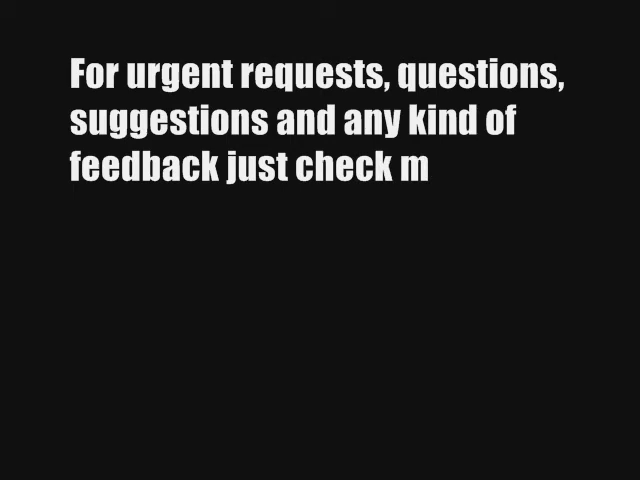 For urgent requests, questions,
suggestions and any kind of
feedback just check m